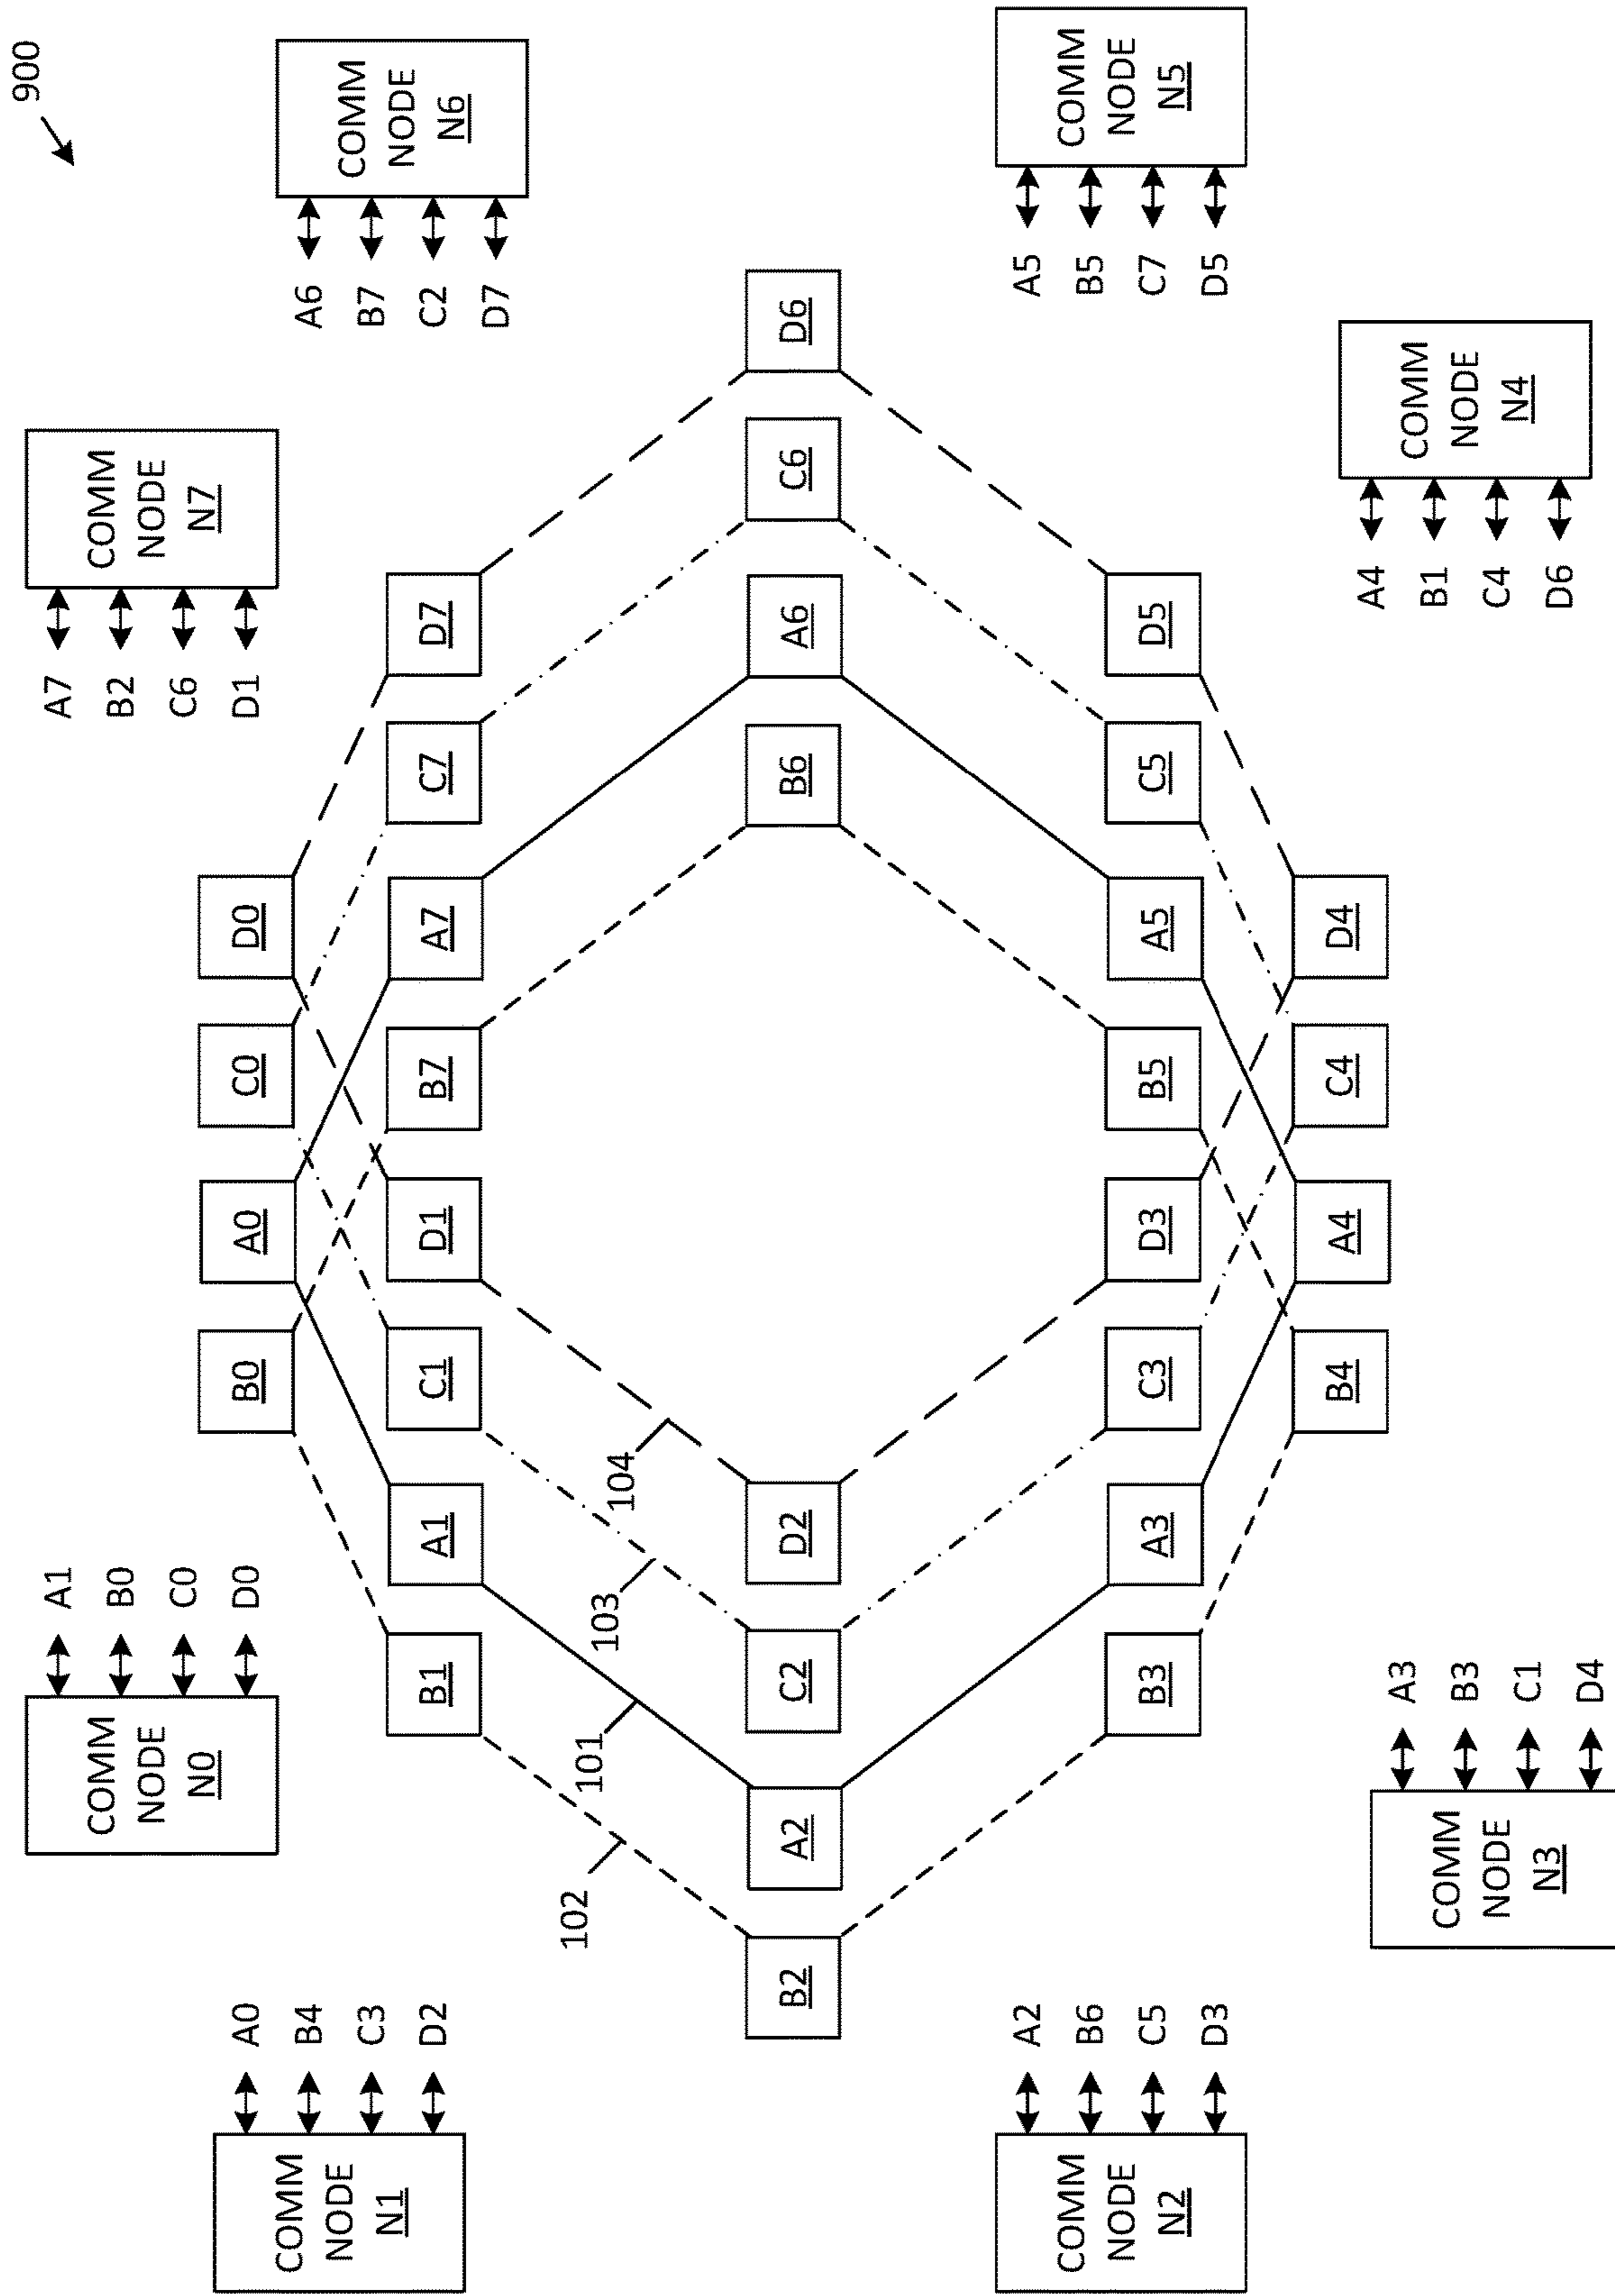 900
COMM
NODE
N0
A1
B0
C0
D0
COMM
NODE
N7
A7
B2
C6
D1
COMM
NODE
N1
A0
B4
C3
D2
COMM
NODE
N6
A6
B7
C2
D7
B0
A0
C0
D0
B1
A1
C1
D1
B7
A7
C7
D7
102
101
103
104
B2
A2
C2
D2
B6
A6
C6
D6
B3
A3
C3
D3
B5
A5
C5
D5
B4
A4
C4
D4
COMM
NODE
N2
A2
B6
C5
D3
COMM
NODE
N5
A5
B5
C7
D5
COMM
NODE
N3
A3
B3
C1
D4
COMM
NODE
N4
A4
B1
C4
D6